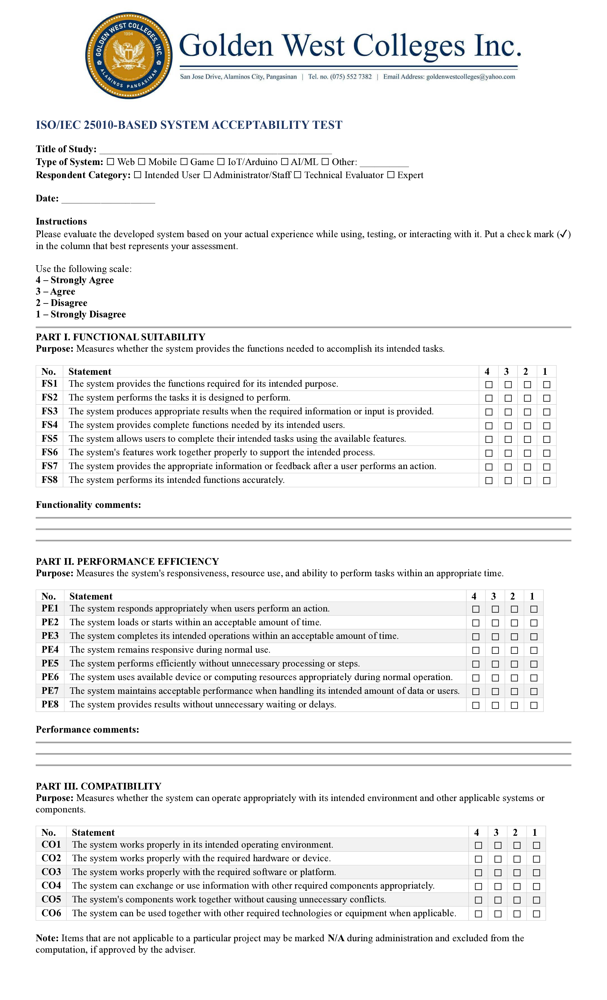 GOLDEN WEST COLLEGES, INC.
1994
ALAMINOS PANGASINAN
Golden West Colleges Inc.
San Jose Drive, Alaminos City, Pangasinan | Tel. no. (075) 552 7382 | Email Address: goldenwestcolleges@yahoo.com
ISO/IEC 25010-BASED SYSTEM ACCEPTABILITY TEST
Title of Study: _______________________________________________
Type of System: ☐ Web ☐ Mobile ☐ Game ☐ IoT/Arduino ☐ AI/ML ☐ Other: __________
Respondent Category: ☐ Intended User ☐ Administrator/Staff ☐ Technical Evaluator ☐ Expert
Date: ___________________
Instructions
Please evaluate the developed system based on your actual experience while using, testing, or interacting with it. Put a check mark (✓)
in the column that best represents your assessment.
Use the following scale:
4 – Strongly Agree
3 – Agree
2 – Disagree
1 – Strongly Disagree
PART I. FUNCTIONAL SUITABILITY
Purpose: Measures whether the system provides the functions needed to accomplish its intended tasks.
No. Statement 4 3 2 1
FS1 The system provides the functions required for its intended purpose. ☐ ☐ ☐ ☐
FS2 The system performs the tasks it is designed to perform. ☐ ☐ ☐ ☐
FS3 The system produces appropriate results when the required information or input is provided. ☐ ☐ ☐ ☐
FS4 The system provides complete functions needed by its intended users. ☐ ☐ ☐ ☐
FS5 The system allows users to complete their intended tasks using the available features. ☐ ☐ ☐ ☐
FS6 The system's features work together properly to support the intended process. ☐ ☐ ☐ ☐
FS7 The system provides the appropriate information or feedback after a user performs an action. ☐ ☐ ☐ ☐
FS8 The system performs its intended functions accurately. ☐ ☐ ☐ ☐
Functionality comments:
PART II. PERFORMANCE EFFICIENCY
Purpose: Measures the system's responsiveness, resource use, and ability to perform tasks within an appropriate time.
No. Statement 4 3 2 1
PE1 The system responds appropriately when users perform an action. ☐ ☐ ☐ ☐
PE2 The system loads or starts within an acceptable amount of time. ☐ ☐ ☐ ☐
PE3 The system completes its intended operations within an acceptable amount of time. ☐ ☐ ☐ ☐
PE4 The system remains responsive during normal use. ☐ ☐ ☐ ☐
PE5 The system performs efficiently without unnecessary processing or steps. ☐ ☐ ☐ ☐
PE6 The system uses available device or computing resources appropriately during normal operation. ☐ ☐ ☐ ☐
PE7 The system maintains acceptable performance when handling its intended amount of data or users. ☐ ☐ ☐ ☐
PE8 The system provides results without unnecessary waiting or delays. ☐ ☐ ☐ ☐
Performance comments:
PART III. COMPATIBILITY
Purpose: Measures whether the system can operate appropriately with its intended environment and other applicable systems or
components.
No. Statement 4 3 2 1
CO1 The system works properly in its intended operating environment. ☐ ☐ ☐ ☐
CO2 The system works properly with the required hardware or device. ☐ ☐ ☐ ☐
CO3 The system works properly with the required software or platform. ☐ ☐ ☐ ☐
CO4 The system can exchange or use information with other required components appropriately. ☐ ☐ ☐ ☐
CO5 The system's components work together without causing unnecessary conflicts. ☐ ☐ ☐ ☐
CO6 The system can be used together with other required technologies or equipment when applicable. ☐ ☐ ☐ ☐
Note: Items that are not applicable to a particular project may be marked N/A during administration and excluded from the
computation, if approved by the adviser.